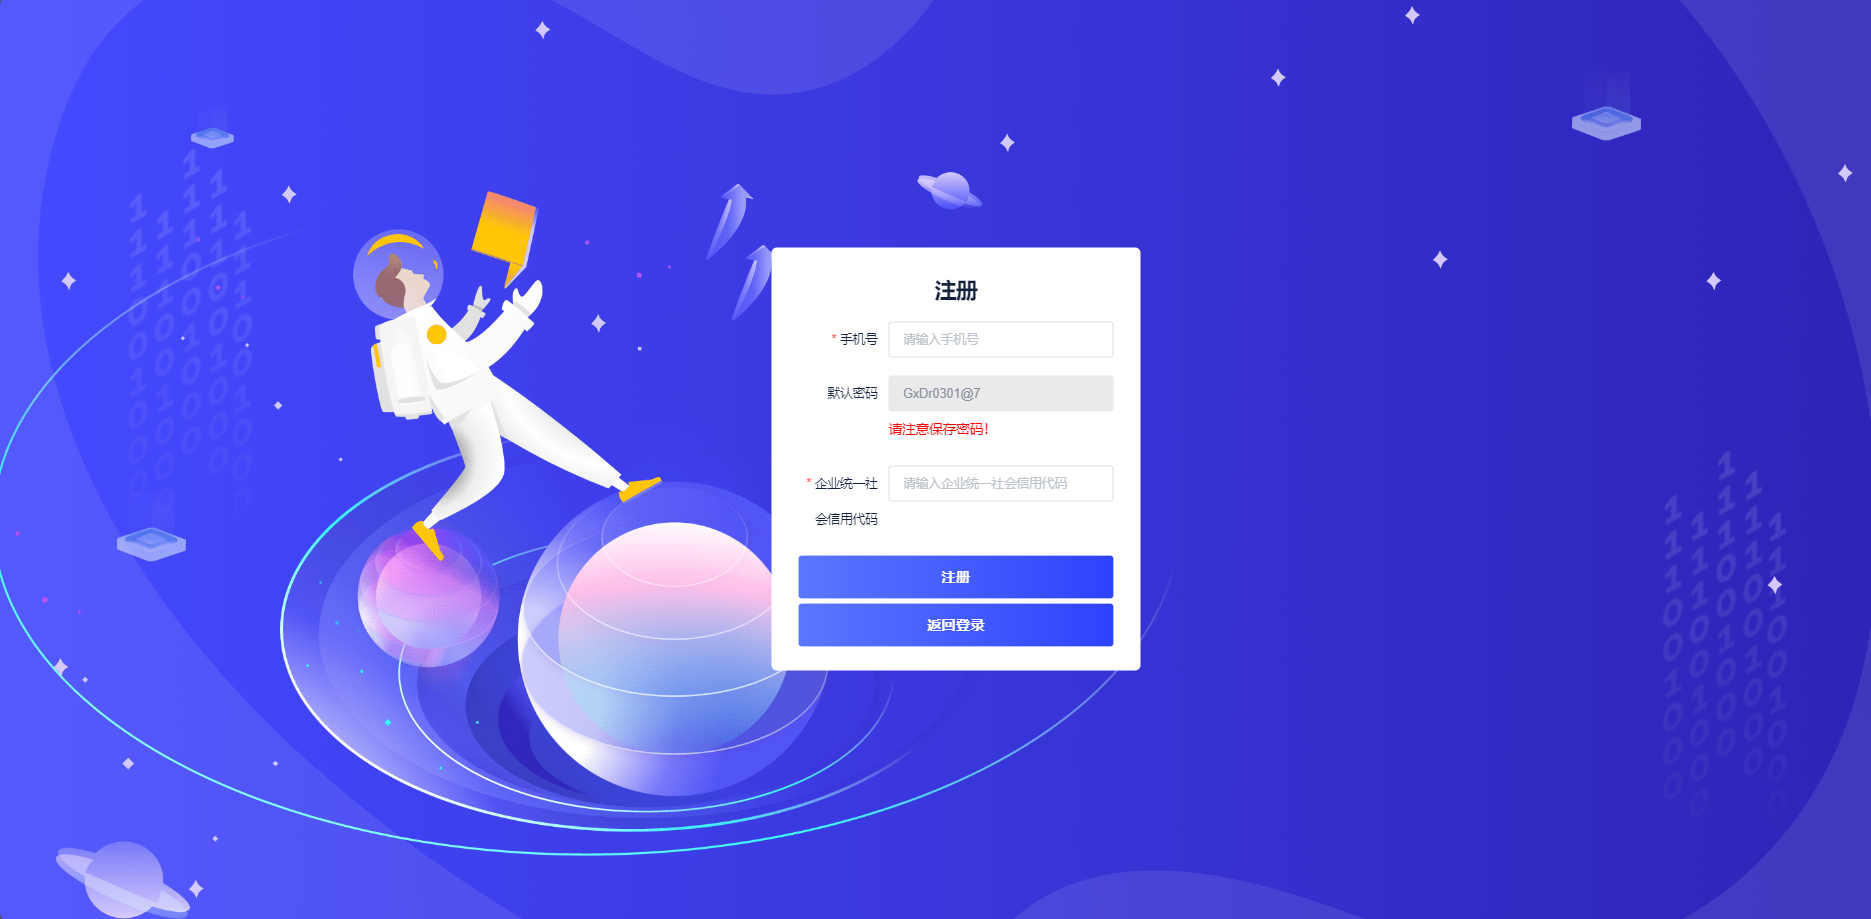 注册
* 手机号 请输入手机号
默认密码 GxDr0301@7
请注意保存密码!
* 企业统一社 请输入企业统一社会信用代码
会信用代码
注册
返回登录